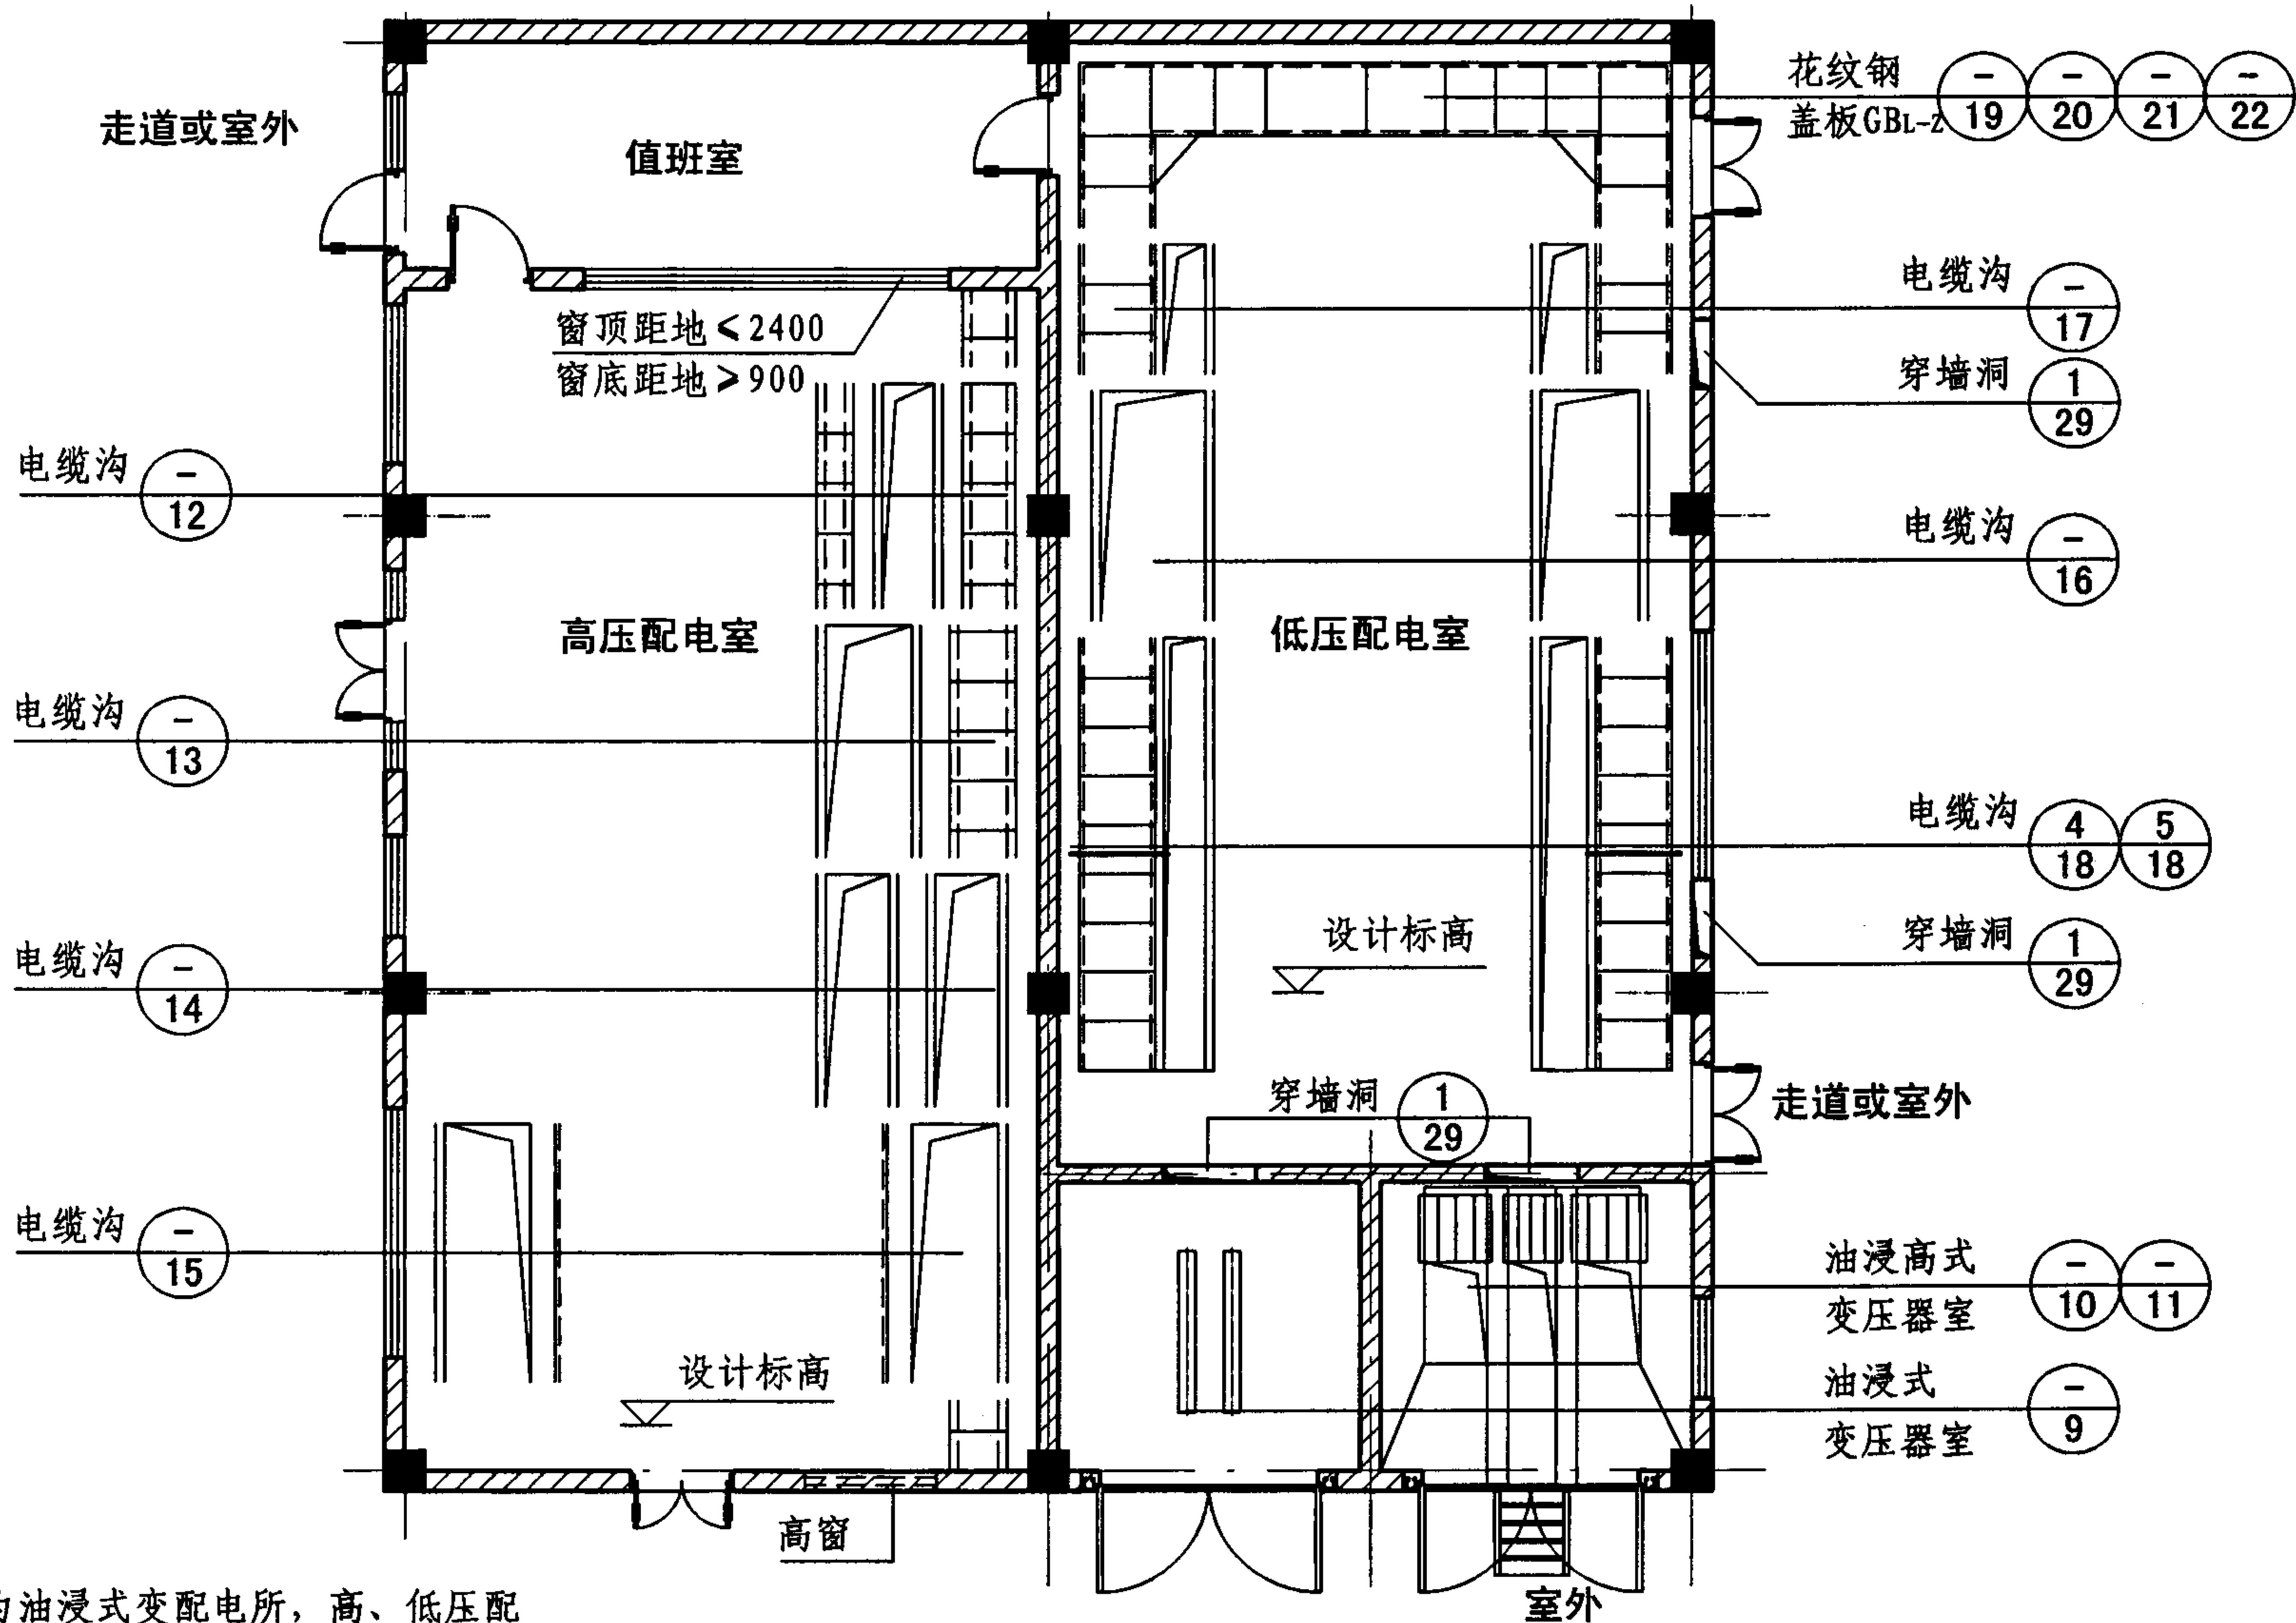 走道或室外
值班室
花纹钢
盖板GBL-Z
- 19
- 20
- 21
- 22
窗顶距地≤2400
窗底距地≥900
电缆沟 - 17
穿墙洞 1 29
电缆沟 - 12
电缆沟 - 16
高压配电室
低压配电室
电缆沟 - 13
电缆沟 4 18 5 18
设计标高
穿墙洞 1 29
电缆沟 - 14
穿墙洞 1 29
走道或室外
电缆沟 - 15
油浸高式
变压器室
- 10
- 11
设计标高
油浸式
变压器室
- 9
高窗
室外
油浸式变配电所，高、低压配